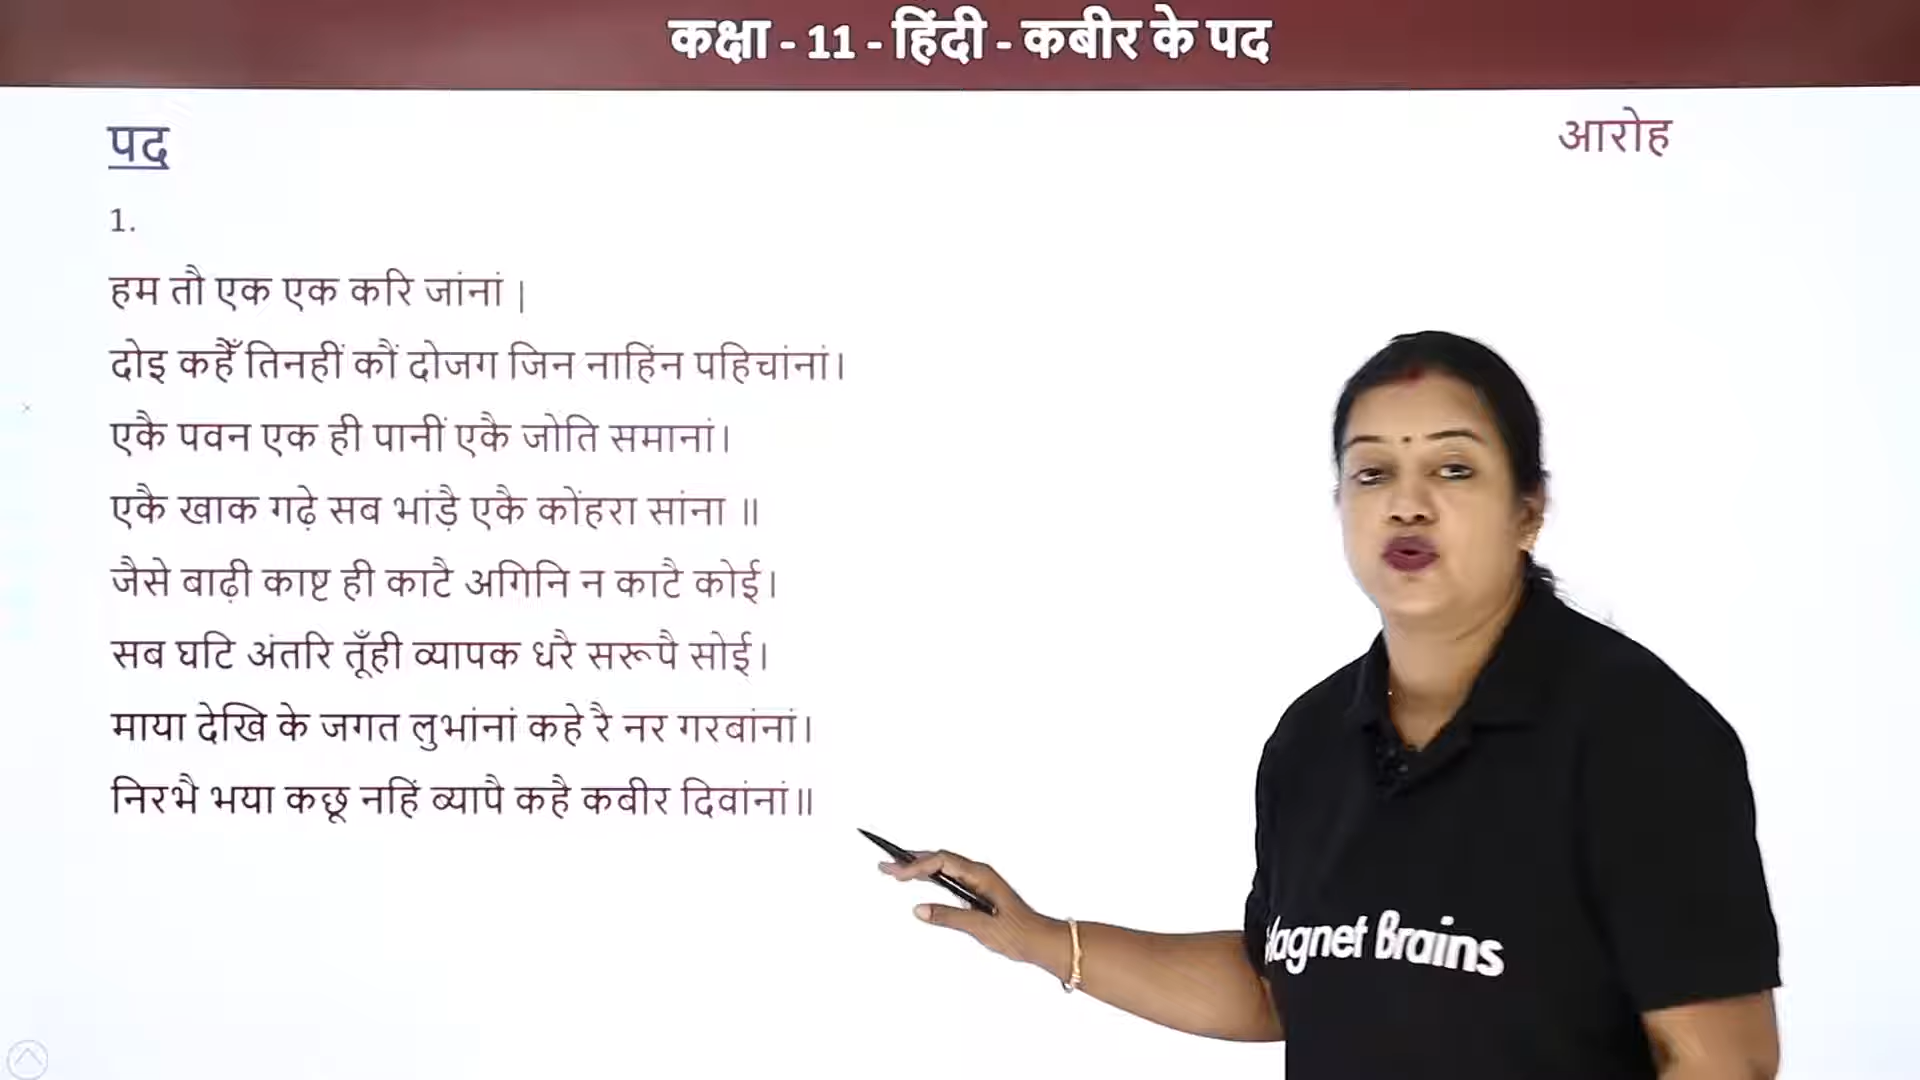 कक्षा - 11 - हिंदी - कबीर के पद
पद
आरोह
1.
हम तौ एक एक करि जांनां |
दोइ कहैँ तिनहीं कौं दोजग जिन नाहिंन पहिचांनां।
एकै पवन एक ही पानीं एकै जोति समानां।
एकै खाक गढ़े सब भांड़ै एकै कोंहरा सांना ॥
जैसे बाढ़ी काष्ट ही काटै अगिनि न काटै कोई।
सब घटि अंतरि तूँही व्यापक धरै सरूपै सोई।
माया देखि के जगत लुभांनां कहे रै नर गरबांनां।
निरभै भया कछू नहिं ब्यापै कहै कबीर दिवांनां॥
Brains